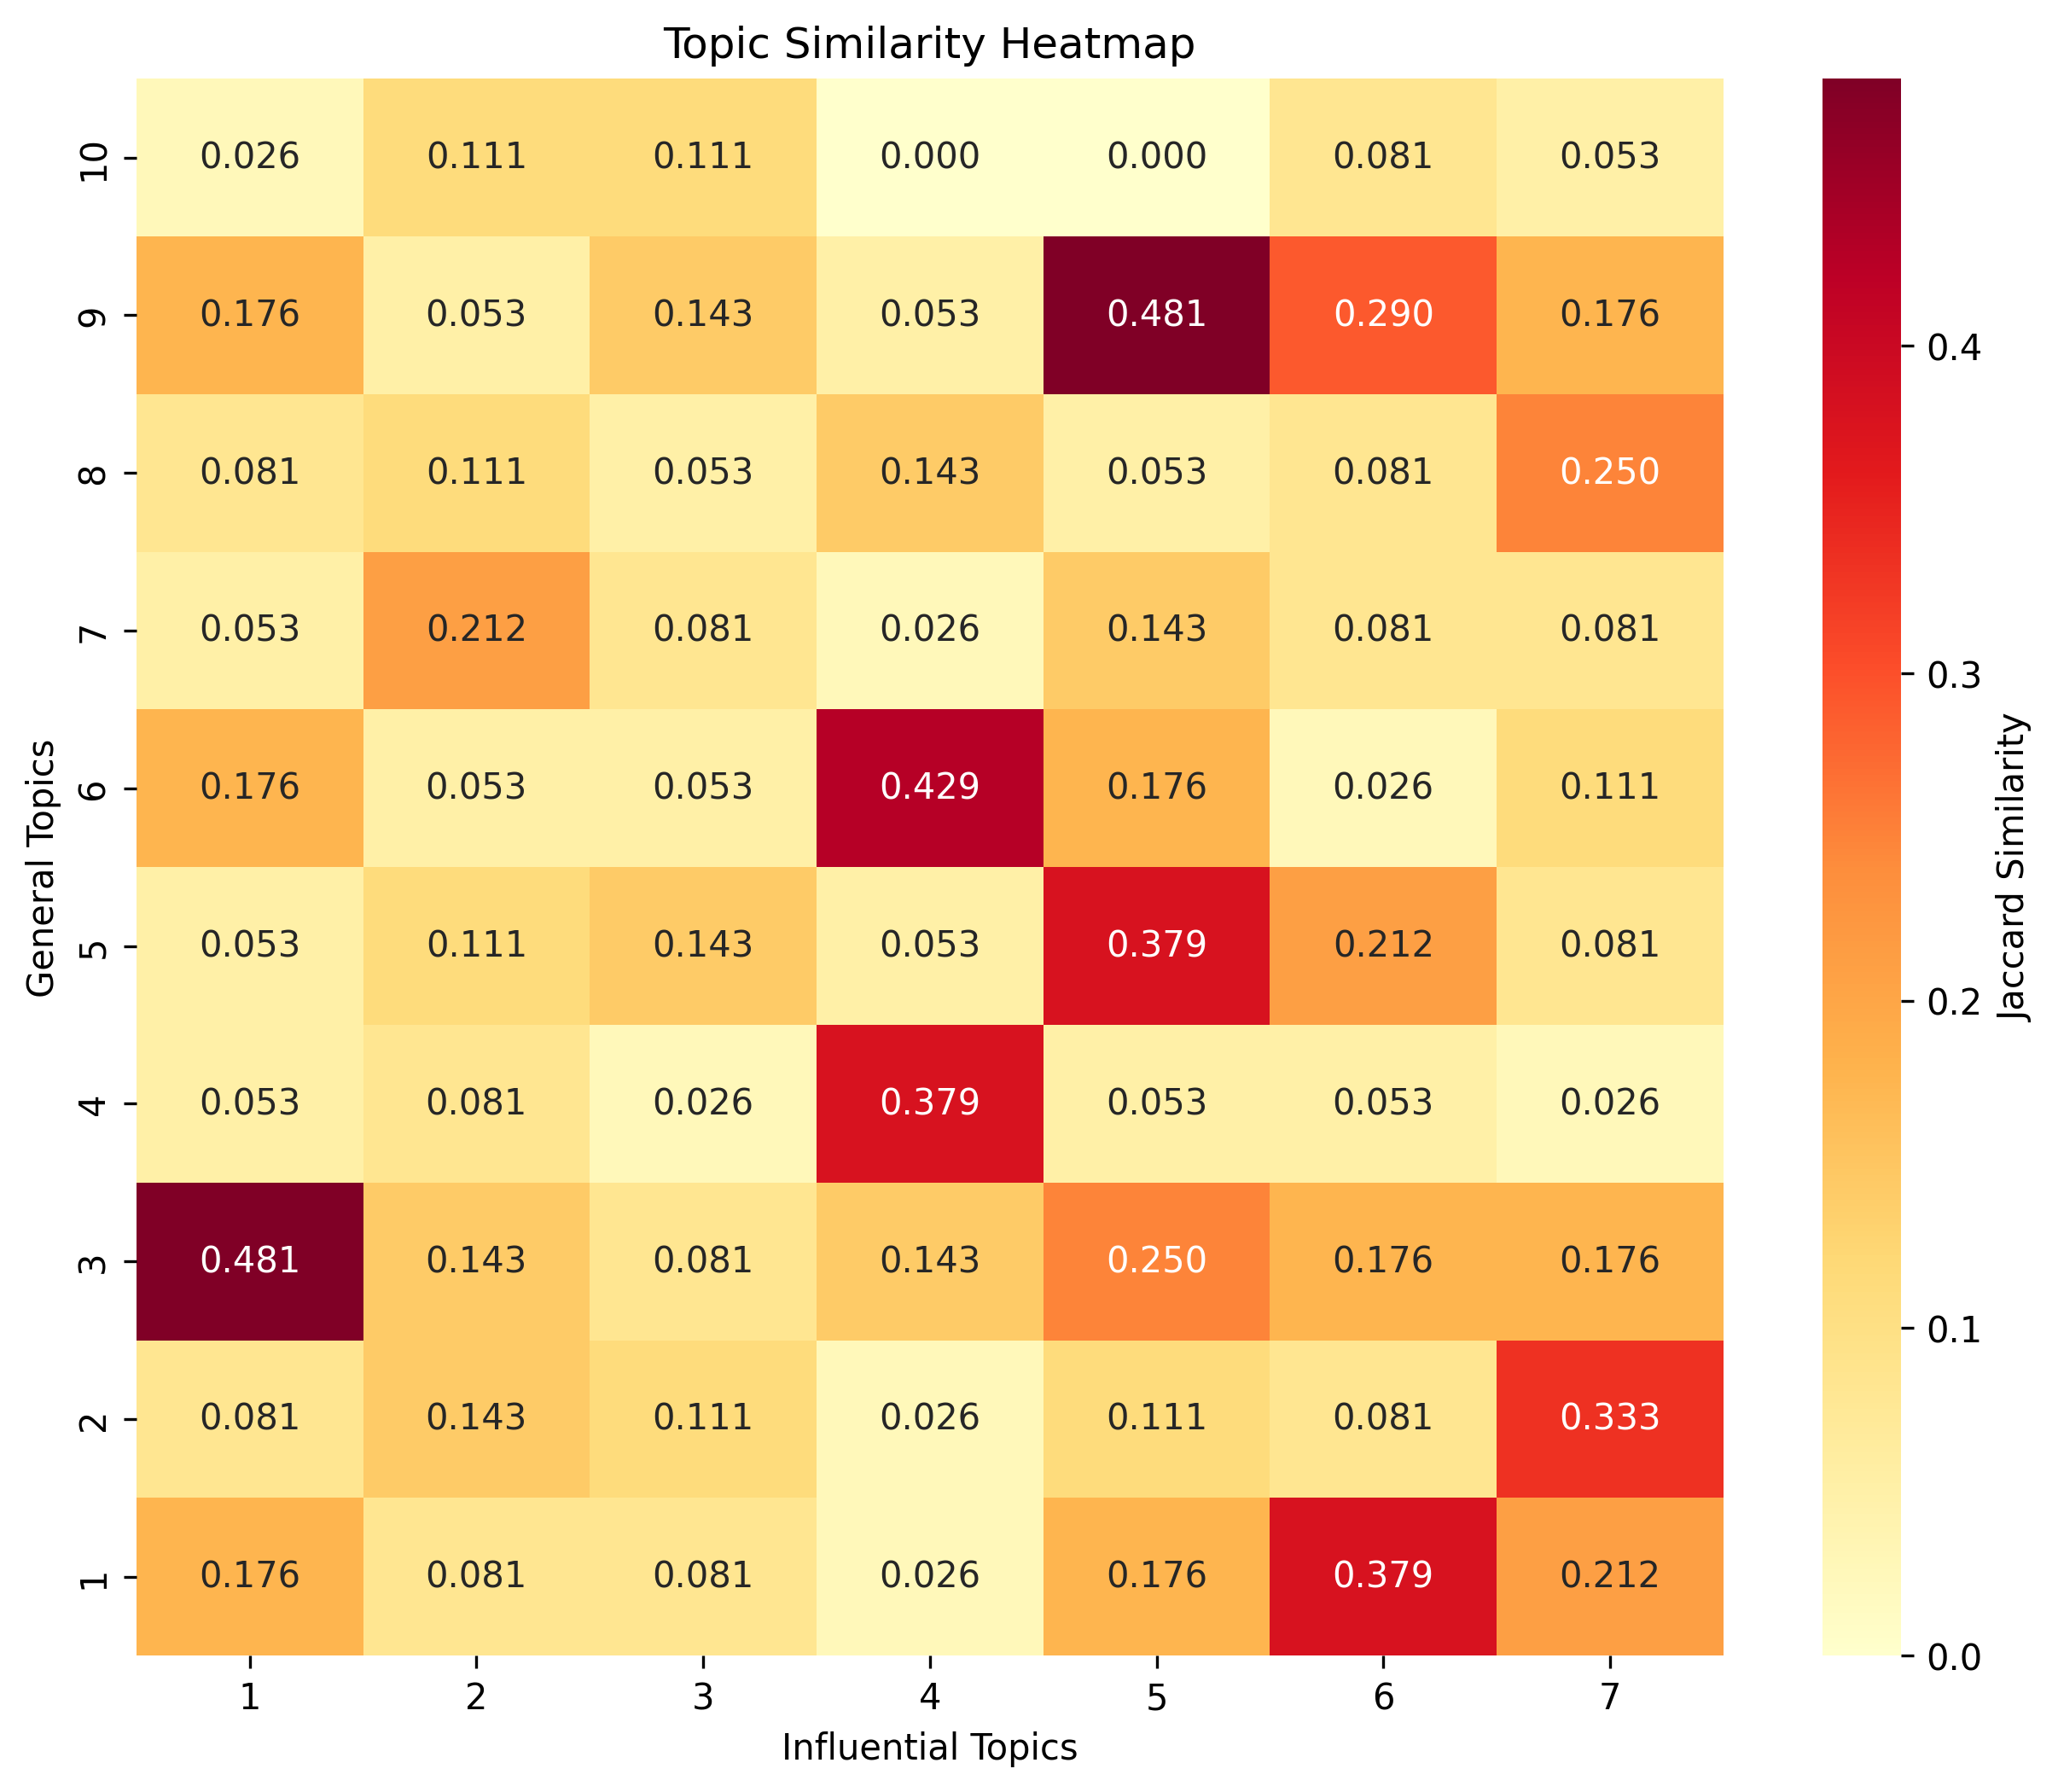 Topic Similarity Heatmap
10 0.026 0.111 0.111 0.000 0.000 0.081 0.053
9 0.176 0.053 0.143 0.053 0.481 0.290 0.176
8 0.081 0.111 0.053 0.143 0.053 0.081 0.250
7 0.053 0.212 0.081 0.026 0.143 0.081 0.081
6 0.176 0.053 0.053 0.429 0.176 0.026 0.111
5 0.053 0.111 0.143 0.053 0.379 0.212 0.081
4 0.053 0.081 0.026 0.379 0.053 0.053 0.026
3 0.481 0.143 0.081 0.143 0.250 0.176 0.176
2 0.081 0.143 0.111 0.026 0.111 0.081 0.333
1 0.176 0.081 0.081 0.026 0.176 0.379 0.212
1 2 3 4 5 6 7
Influential Topics
General Topics
0.4
0.3
0.2
0.1
0.0
Jaccard Similarity